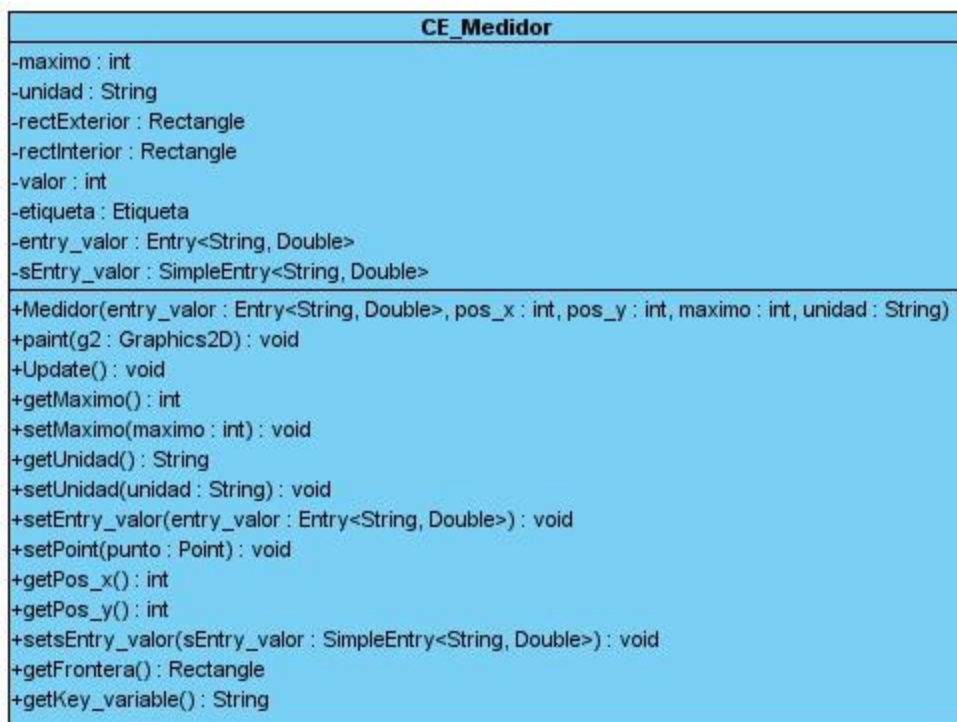 CE_Medidor
-maximo : int
-unidad : String
-rectExterior : Rectangle
-rectInterior : Rectangle
-valor : int
-etiqueta : Etiqueta
-entry_valor : Entry<String, Double>
-sEntry_valor : SimpleEntry<String, Double>
+Medidor(entry_valor : Entry<String, Double>, pos_x : int, pos_y : int, maximo : int, unidad : String)
+paint(g2 : Graphics2D) : void
+Update() : void
+getMaximo() : int
+setMaximo(maximo : int) : void
+getUnidad() : String
+setUnidad(unidad : String) : void
+setEntry_valor(entry_valor : Entry<String, Double>) : void
+setPoint(punto : Point) : void
+getPos_x() : int
+getPos_y() : int
+setsEntry_valor(sEntry_valor : SimpleEntry<String, Double>) : void
+getFrontera() : Rectangle
+getKey_variable() : String